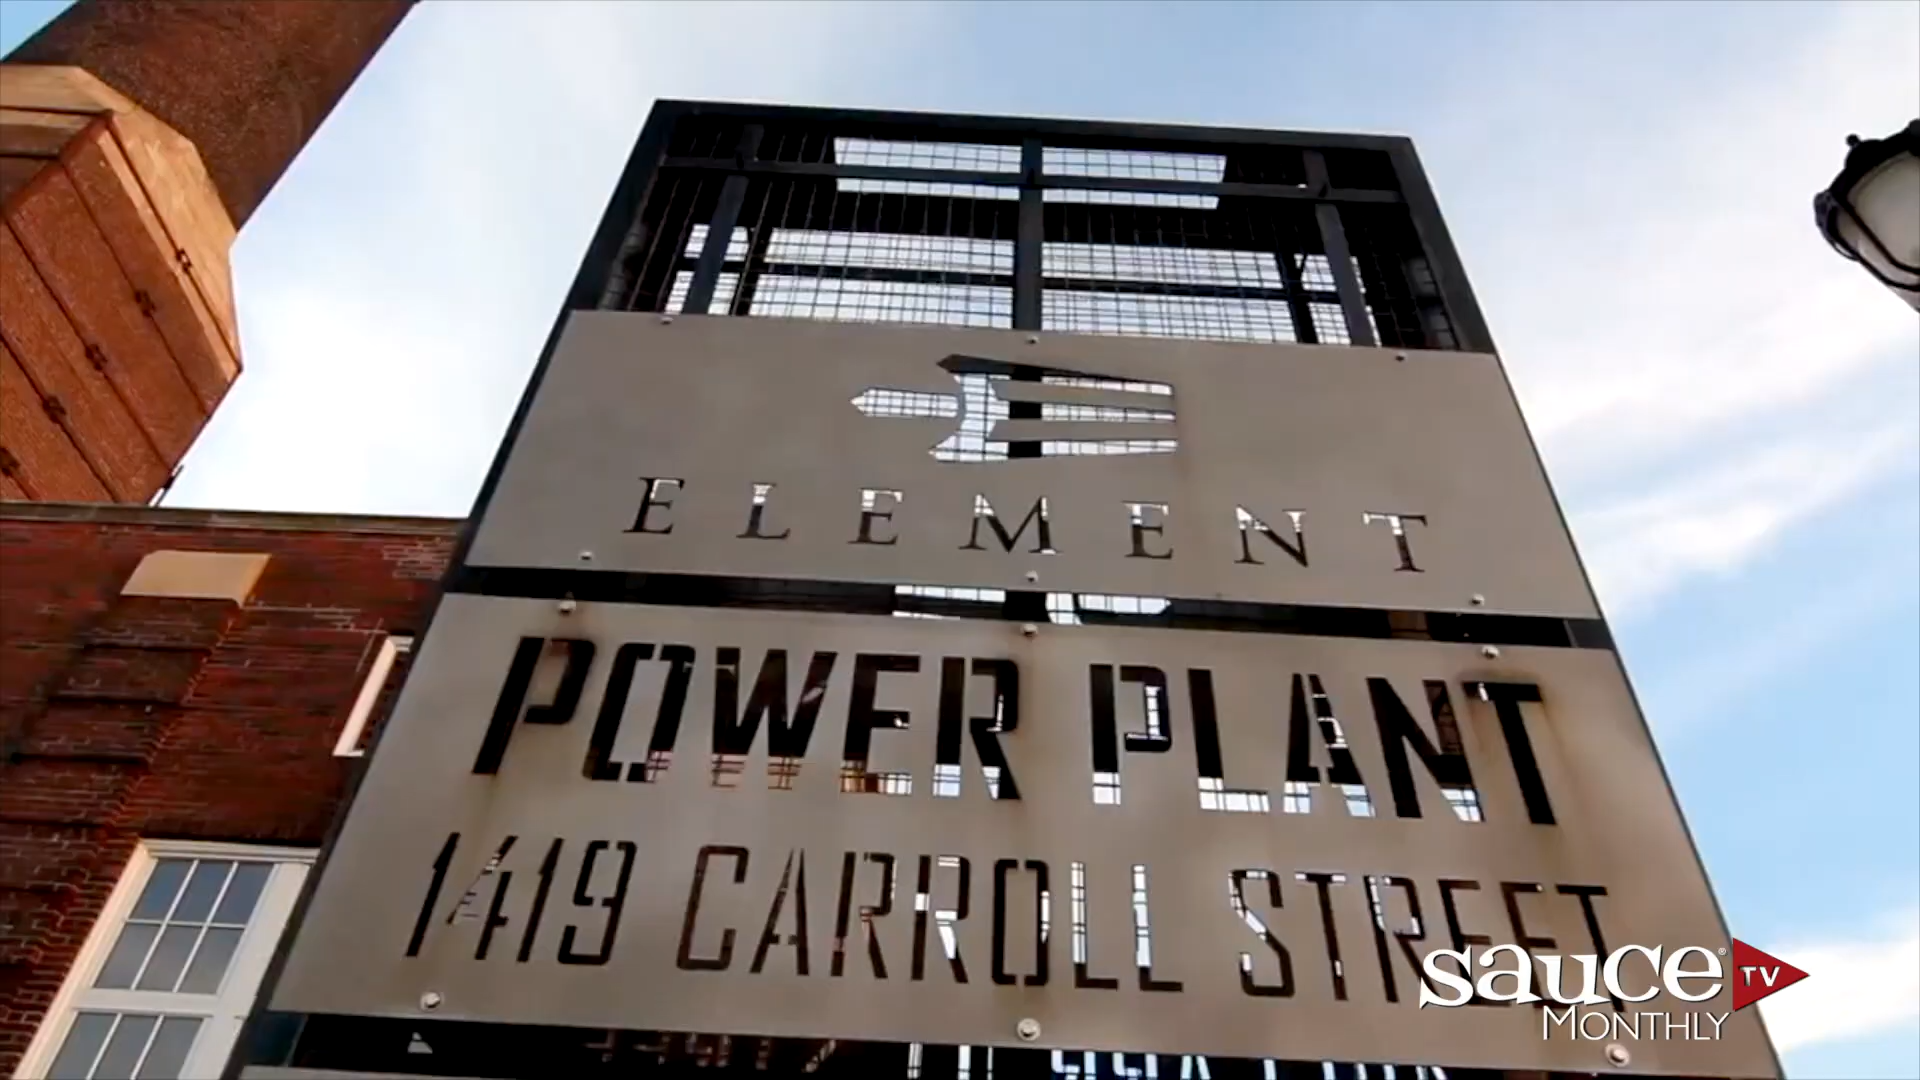 ELEMENT
POWER PLANT
1419 CARROLL STREET
sauce® TV
MONTHLY